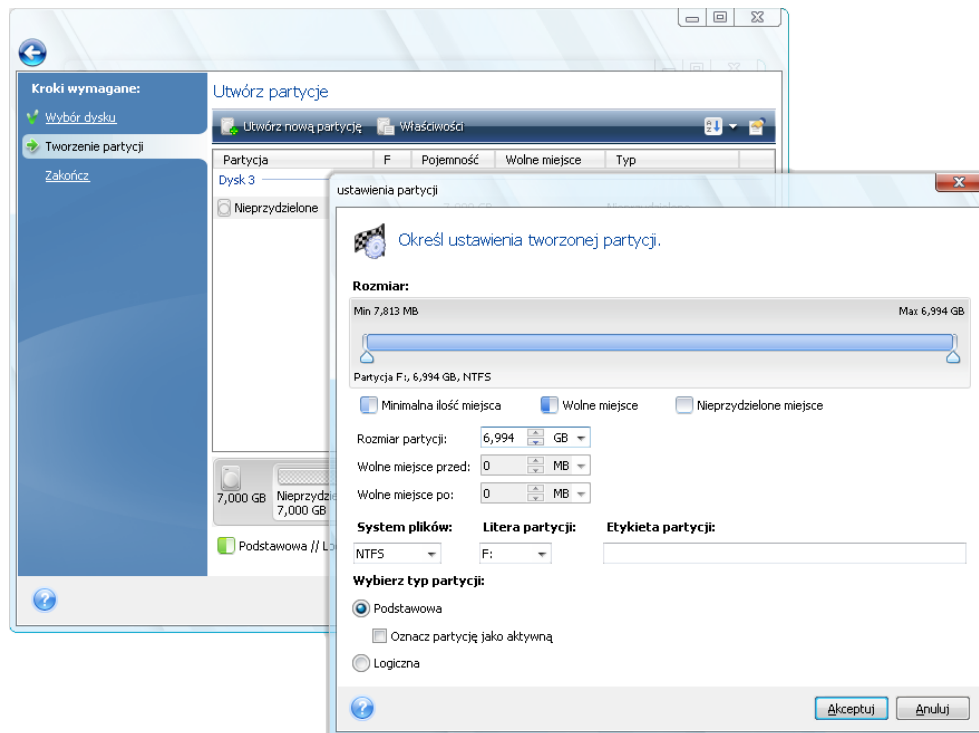 Kroki wymagane:
Wybór dysku
Tworzenie partycji
Zakończ
Utwórz partycje
Utwórz nową partycję Właściwości
Partycja F Pojemność Wolne miejsce Typ
Dysk 3
Nieprzydzielone
7,000 GB Nieprzydzie
7,000 GB
Podstawowa // Lo
ustawienia partycji
Określ ustawienia tworzonej partycji.
Rozmiar:
Min 7,813 MB Max 6,994 GB
Partycja F:, 6,994 GB, NTFS
Minimalna ilość miejsca Wolne miejsce Nieprzydzielone miejsce
Rozmiar partycji: 6,994 GB
Wolne miejsce przed: 0 MB
Wolne miejsce po: 0 MB
System plików: Litera partycji: Etykieta partycji:
NTFS F:
Wybierz typ partycji:
Podstawowa
Oznacz partycję jako aktywną
Logiczna
Akceptuj Anuluj